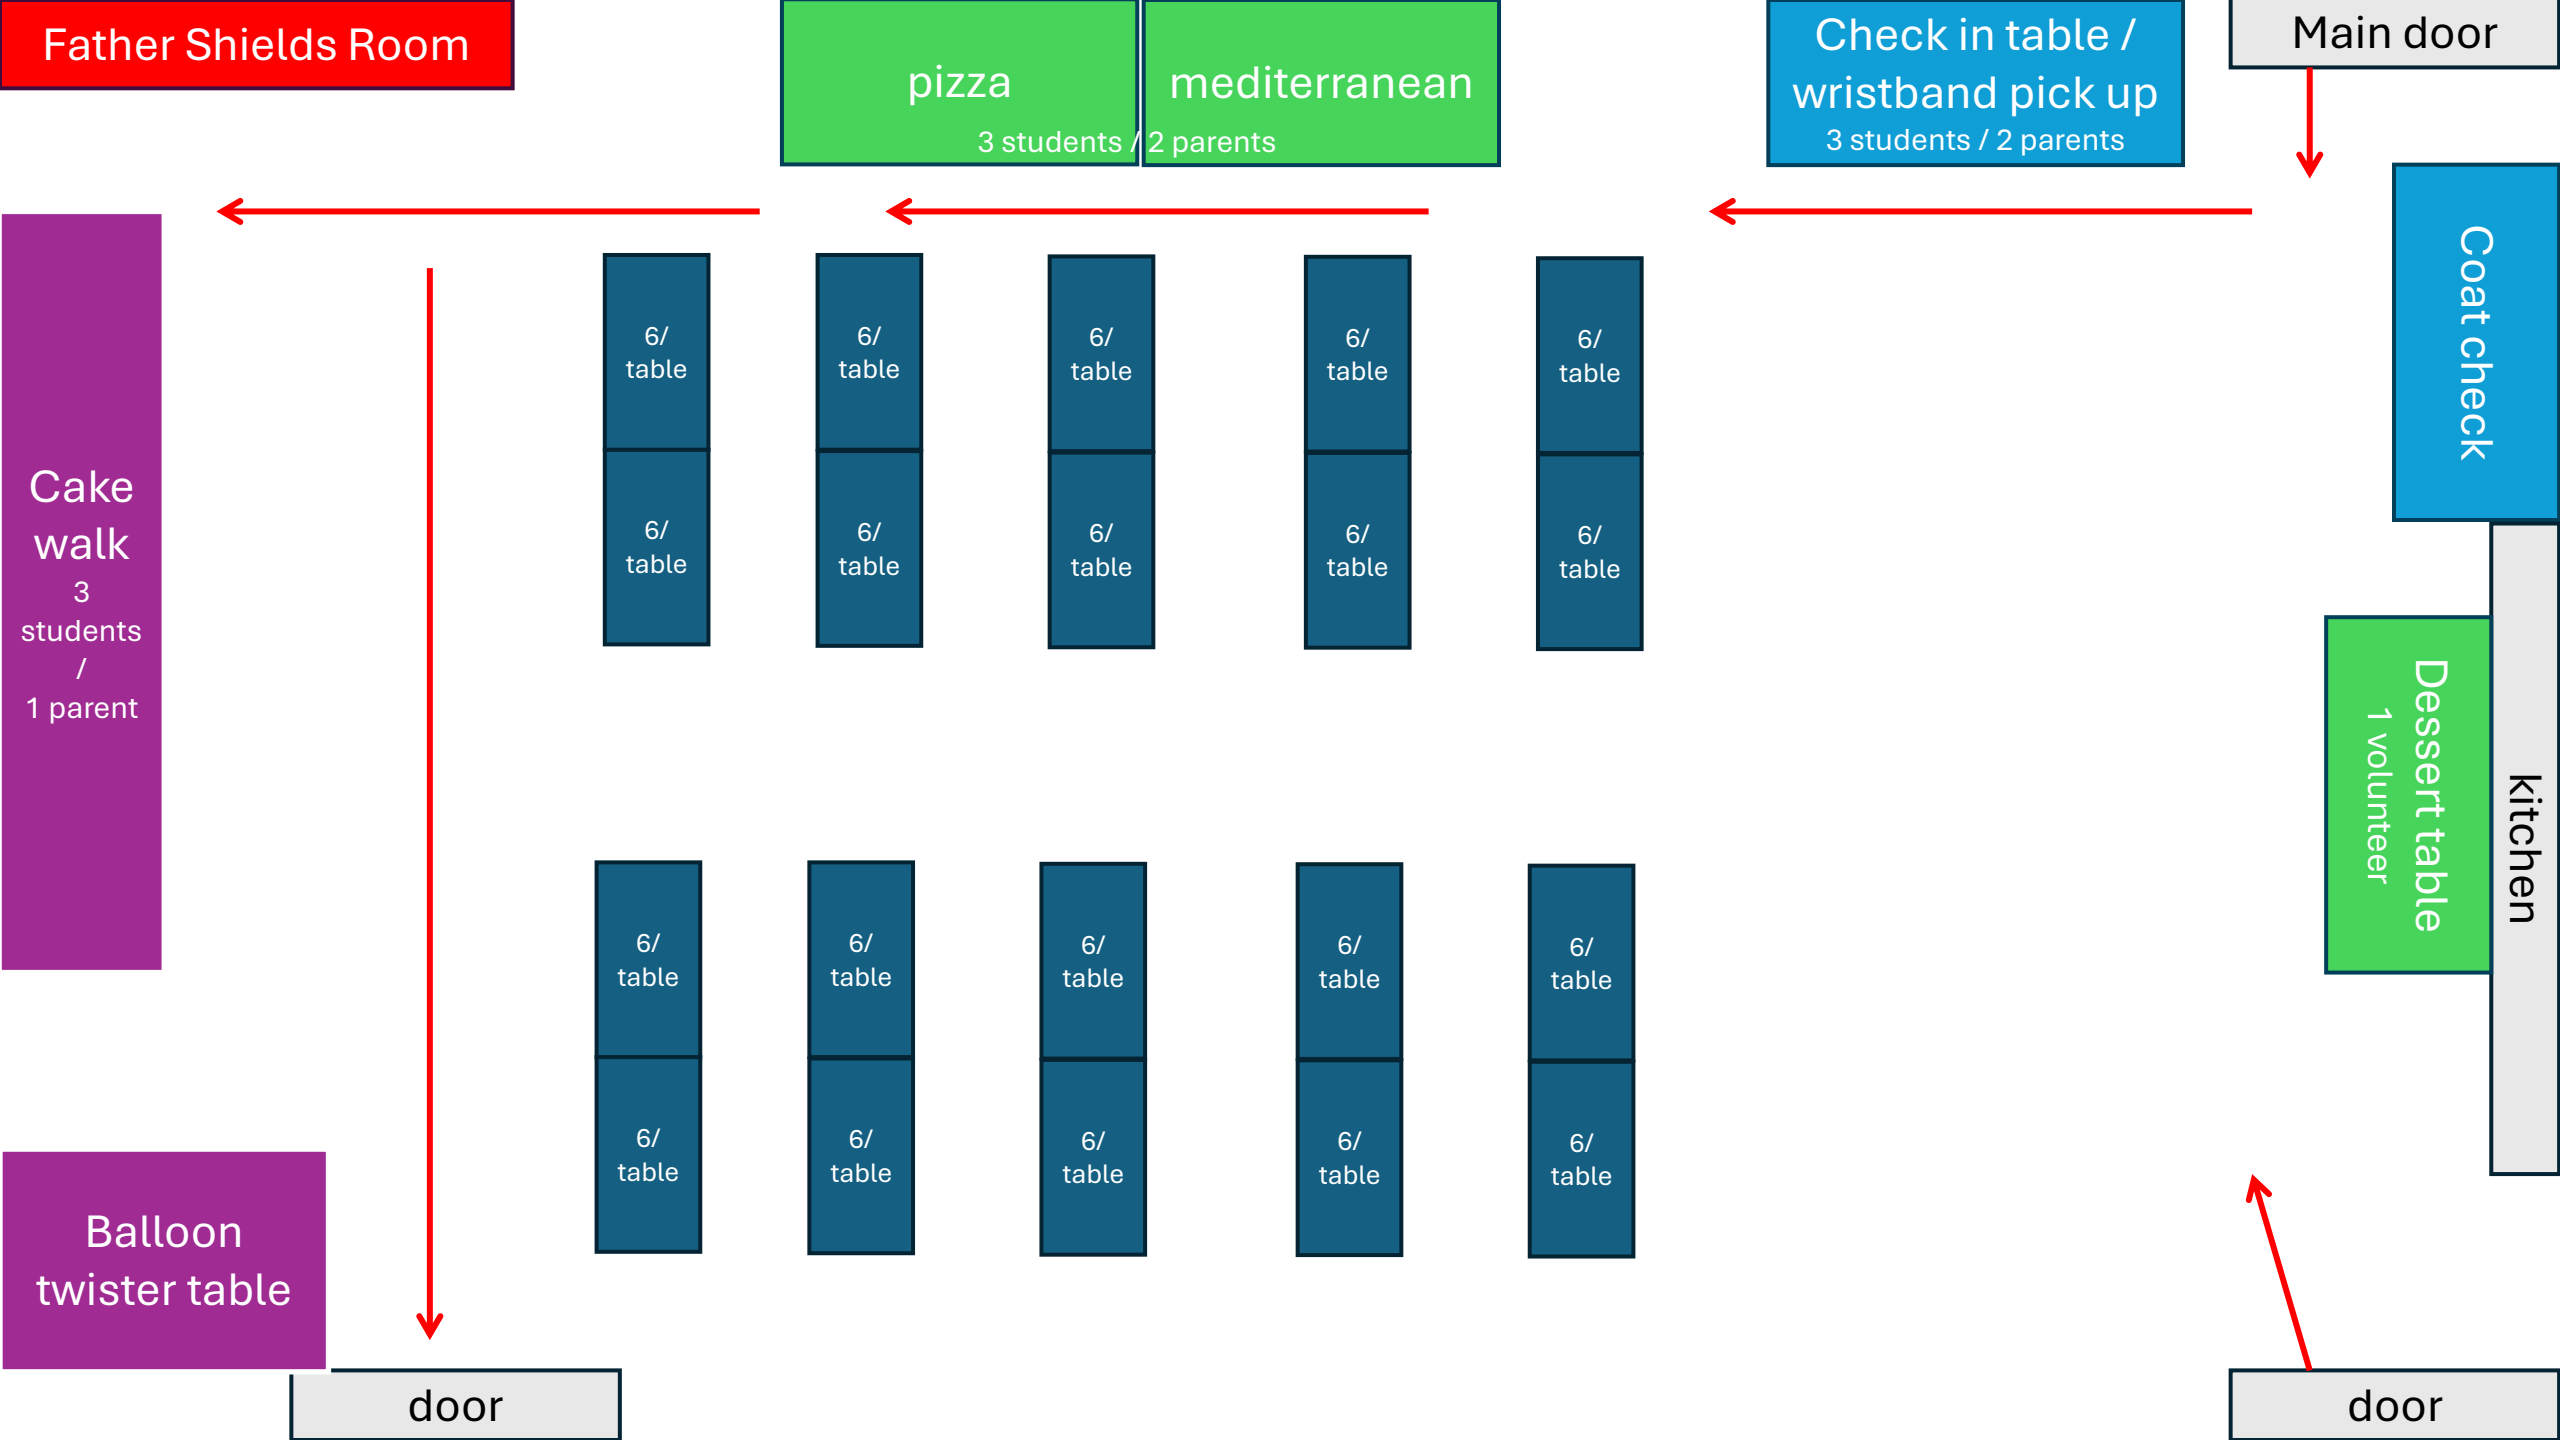 Father Shields Room
pizza
mediterranean
3 students / 2 parents
Check in table /
wristband pick up
3 students / 2 parents
Main door
Coat check
Cake
walk
3
students
/
1 parent
6/
table
6/
table
6/
table
6/
table
6/
table
6/
table
6/
table
6/
table
6/
table
6/
table
Dessert table
1 volunteer
kitchen
6/
table
6/
table
6/
table
6/
table
6/
table
6/
table
6/
table
6/
table
6/
table
6/
table
Balloon
twister table
door
door